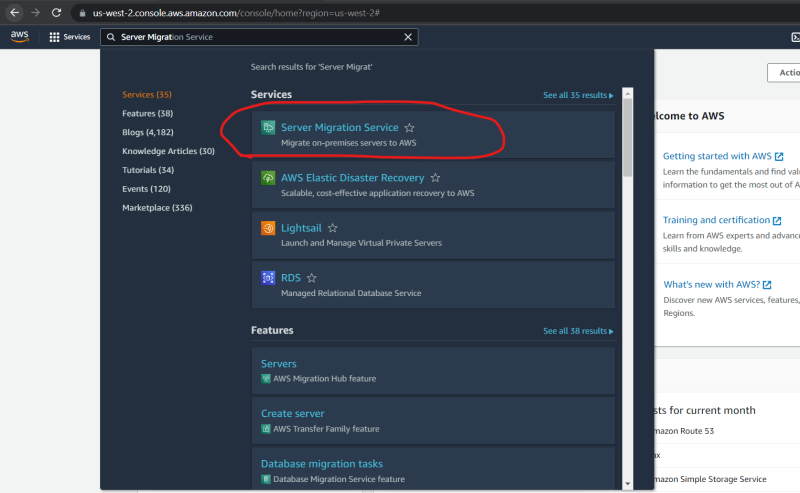 us-west-2.console.aws.amazon.com/console/home?region=us-west-2#
aws
Services
Server Migration Service
Actio
Search results for 'Server Migrat'
Services (35)
Features (38)
Blogs (4,182)
Knowledge Articles (30)
Tutorials (34)
Events (120)
Marketplace (336)
Services
See all 35 results
Server Migration Service
Migrate on-premises servers to AWS
AWS Elastic Disaster Recovery
Scalable, cost-effective application recovery to AWS
Lightsail
Launch and Manage Virtual Private Servers
RDS
Managed Relational Database Service
Features
See all 38 results
Servers
AWS Migration Hub feature
Create server
AWS Transfer Family feature
Database migration tasks
Database Migration Service feature
elcome to AWS
Getting started with AWS
Learn the fundamentals and find val
information to get the most out of A
Training and certification
Learn from AWS experts and advanc
skills and knowledge.
What's new with AWS?
Discover new AWS services, features,
Regions.
sts for current month
mazon Route 53
ax
mazon Simple Storage Service